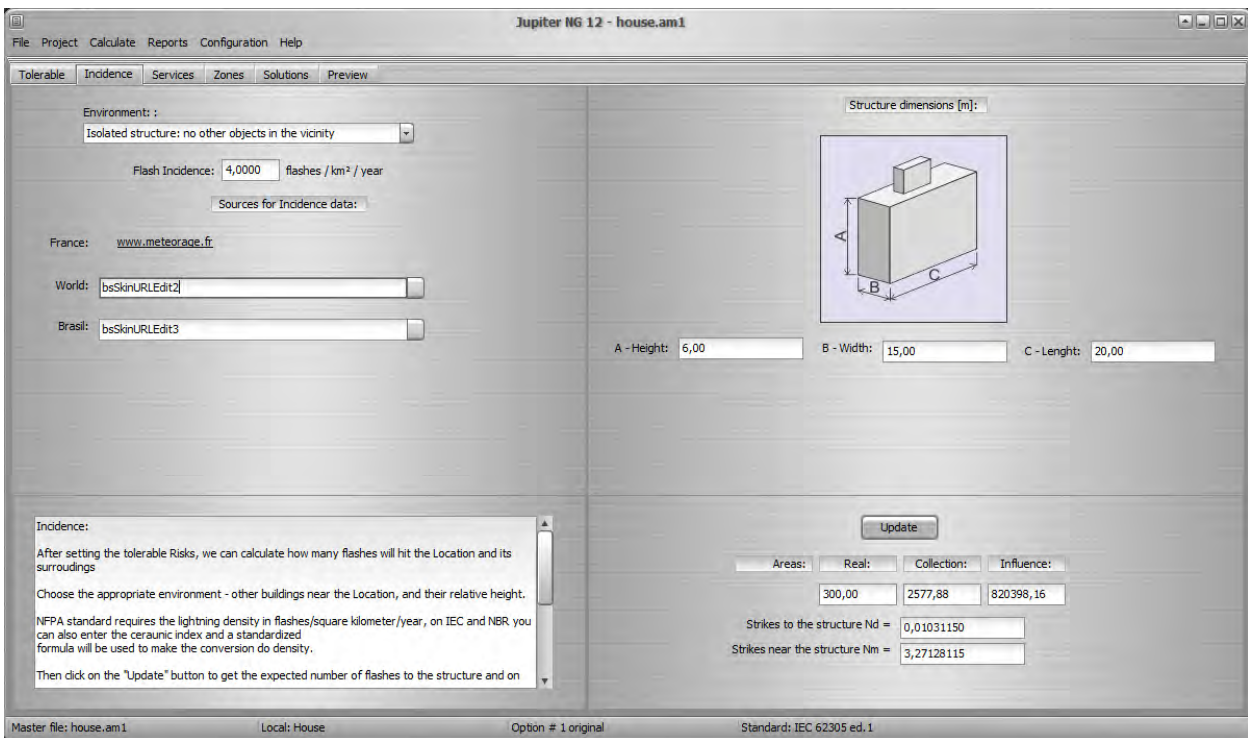 Jupiter NG 12 - house.am1
File Project Calculate Reports Configuration Help
Tolerable Incidence Services Zones Solutions Preview
Environment: :
Isolated structure: no other objects in the vicinity
Flash Incidence: 4,0000 flashes / km² / year
Sources for Incidence data:
France: www.meteorage.fr
World: bsSkinURLEdit2
Brasil: bsSkinURLEdit3
Structure dimensions [m]:
A
B
C
A - Height: 6,00 B - Width: 15,00 C - Lenght: 20,00
Incidence:
After setting the tolerable Risks, we can calculate how many flashes will hit the Location and its
surroudings
Choose the appropriate environment - other buildings near the Location, and their relative height.
NFPA standard requires the lightning density in flashes/square kilometer/year, on IEC and NBR you
can also enter the ceraunic index and a standardized
formula will be used to make the conversion do density.
Then click on the "Update" button to get the expected number of flashes to the structure and on
Update
Areas: Real: Collection: Influence:
300,00 2577,88 820398,16
Strikes to the structure Nd = 0,01031150
Strikes near the structure Nm = 3,27128115
Master file: house.am1 Local: House Option # 1 original Standard: IEC 62305 ed.1